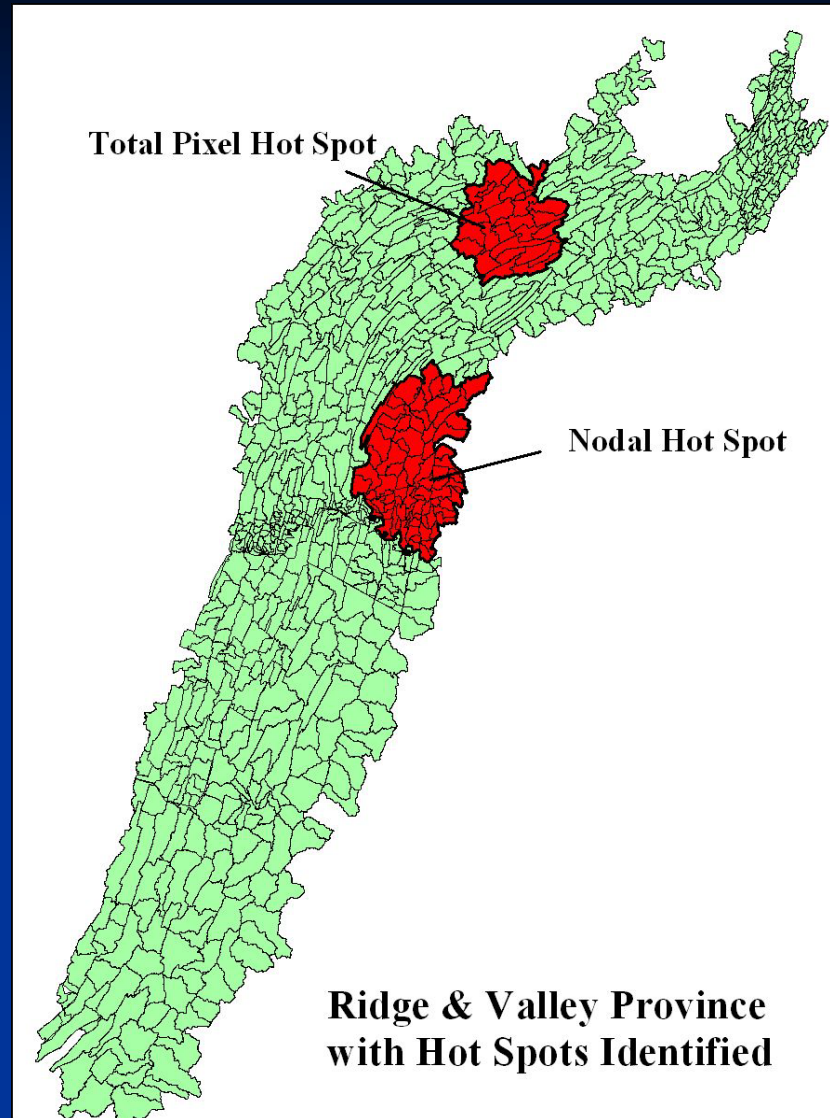 Total Pixel Hot Spot
Nodal Hot Spot
Ridge & Valley Province
with Hot Spots Identified